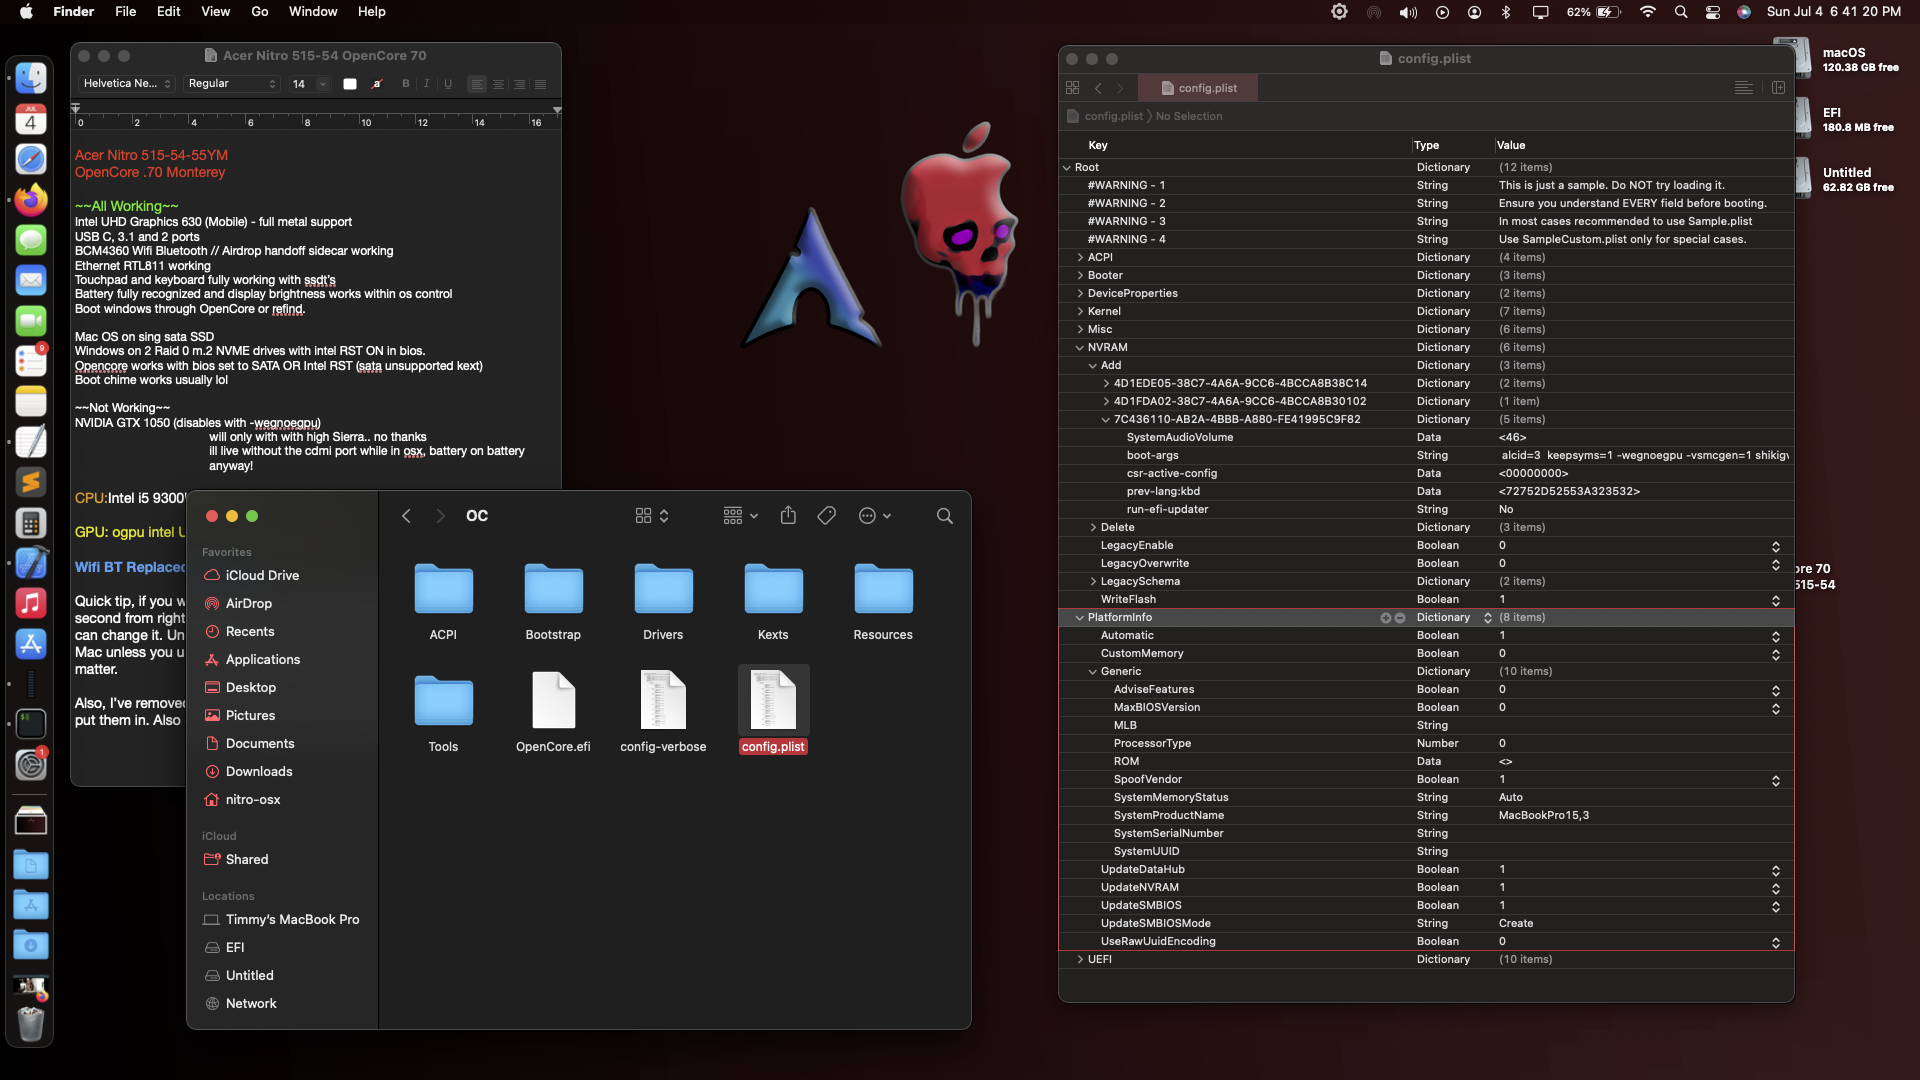 Finder File Edit View Go Window Help
62% Sun Jul 4 6 41 20 PM
JUL
4
9
1
Acer Nitro 515-54 OpenCore 70
Helvetica Ne... Regular 14 B I U
0 2 4 6 8 10 12 14 16
Acer Nitro 515-54-55YM
OpenCore .70 Monterey
~~All Working~~
Intel UHD Graphics 630 (Mobile) - full metal support
USB C, 3.1 and 2 ports
BCM4360 Wifi Bluetooth // Airdrop handoff sidecar working
Ethernet RTL811 working
Touchpad and keyboard fully working with ssdt's
Battery fully recognized and display brightness works within os control
Boot windows through OpenCore or refind.
Mac OS on sing sata SSD
Windows on 2 Raid 0 m.2 NVME drives with intel RST ON in bios.
Opencore works with bios set to SATA OR Intel RST (sata unsupported kext)
Boot chime works usually lol
~~Not Working~~
NVIDIA GTX 1050 (disables with -wegnoegpu)
will only with with high Sierra.. no thanks
ill live without the cdmi port while in osx, battery on battery
anyway!
CPU:Intel i5 9300
GPU: ogpu intel
Wifi BT Replaced
Quick tip, if you
second from right
can change it. Un
Mac unless you u
matter.
Also, I've removed
put them in. Also
OC
Favorites
iCloud Drive
AirDrop
Recents
Applications
Desktop
Pictures
Documents
Downloads
nitro-osx
iCloud
Shared
Locations
Timmy's MacBook Pro
EFI
Untitled
Network
ACPI Bootstrap Drivers Kexts Resources
Tools OpenCore.efi config-verbose config.plist
config.plist
config.plist
config.plist No Selection
Key Type Value
Root Dictionary (12 items)
#WARNING - 1 String This is just a sample. Do NOT try loading it.
#WARNING - 2 String Ensure you understand EVERY field before booting.
#WARNING - 3 String In most cases recommended to use Sample.plist
#WARNING - 4 String Use SampleCustom.plist only for special cases.
ACPI Dictionary (4 items)
Booter Dictionary (3 items)
DeviceProperties Dictionary (2 items)
Kernel Dictionary (7 items)
Misc Dictionary (6 items)
NVRAM Dictionary (6 items)
Add Dictionary (3 items)
4D1EDE05-38C7-4A6A-9CC6-4BCCA8B38C14 Dictionary (2 items)
4D1FDA02-38C7-4A6A-9CC6-4BCCA8B30102 Dictionary (1 item)
7C436110-AB2A-4BBB-A880-FE41995C9F82 Dictionary (5 items)
SystemAudioVolume Data <46>
boot-args String alcid=3 keepsyms=1 -wegnoegpu -vsmcgen=1 shikigv
csr-active-config Data <00000000>
prev-lang:kbd Data <72752D52553A323532>
run-efi-updater String No
Delete Dictionary (3 items)
LegacyEnable Boolean 0
LegacyOverwrite Boolean 0
LegacySchema Dictionary (2 items)
WriteFlash Boolean 1
PlatformInfo Dictionary (8 items)
Automatic Boolean 1
CustomMemory Boolean 0
Generic Dictionary (10 items)
AdviseFeatures Boolean 0
MaxBIOSVersion Boolean 0
MLB String
ProcessorType Number 0
ROM Data <>
SpoofVendor Boolean 1
SystemMemoryStatus String Auto
SystemProductName String MacBookPro15,3
SystemSerialNumber String
SystemUUID String
UpdateDataHub Boolean 1
UpdateNVRAM Boolean 1
UpdateSMBIOS Boolean 1
UpdateSMBIOSMode String Create
UseRawUuidEncoding Boolean 0
UEFI Dictionary (10 items)
macOS
120.38 GB free
EFI
180.8 MB free
Untitled
62.82 GB free
ore 70
515-54